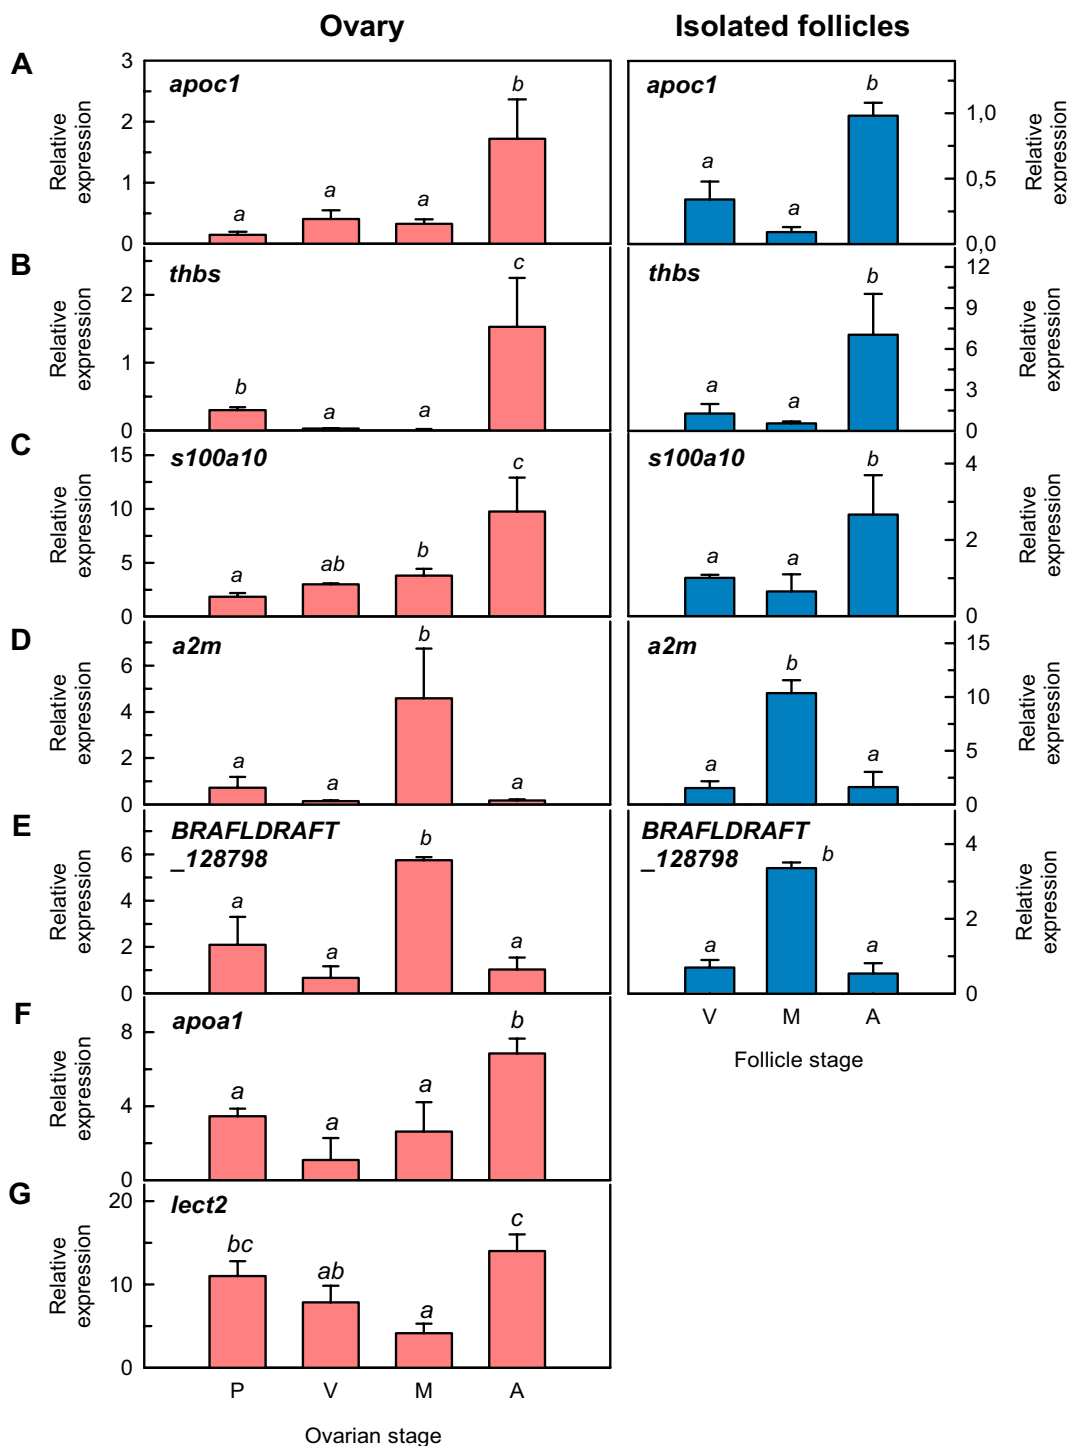 Ovary
Isolated follicles
A
apoc1
Relative
expression
3
2
1
0
a
a
a
b
apoc1
a
a
b
1,0
0,5
0,0
Relative
expression
B
thbs
Relative
expression
2
1
0
b
a
a
c
thbs
a
a
b
12
9
6
3
0
Relative
expression
C
s100a10
Relative
expression
15
10
5
0
a
ab
b
c
s100a10
a
a
b
4
2
0
Relative
expression
D
a2m
Relative
expression
6
4
2
0
a
a
b
a
a2m
a
b
a
15
10
5
0
Relative
expression
E
BRAFLDRAFT
_128798
Relative
expression
6
4
2
0
a
a
b
a
BRAFLDRAFT
_128798
a
b
a
4
2
0
Relative
expression
V M A
Follicle stage
F
apoa1
Relative
expression
8
4
0
a
a
a
b
G
lect2
Relative
expression
20
10
0
bc
ab
a
c
P V M A
Ovarian stage